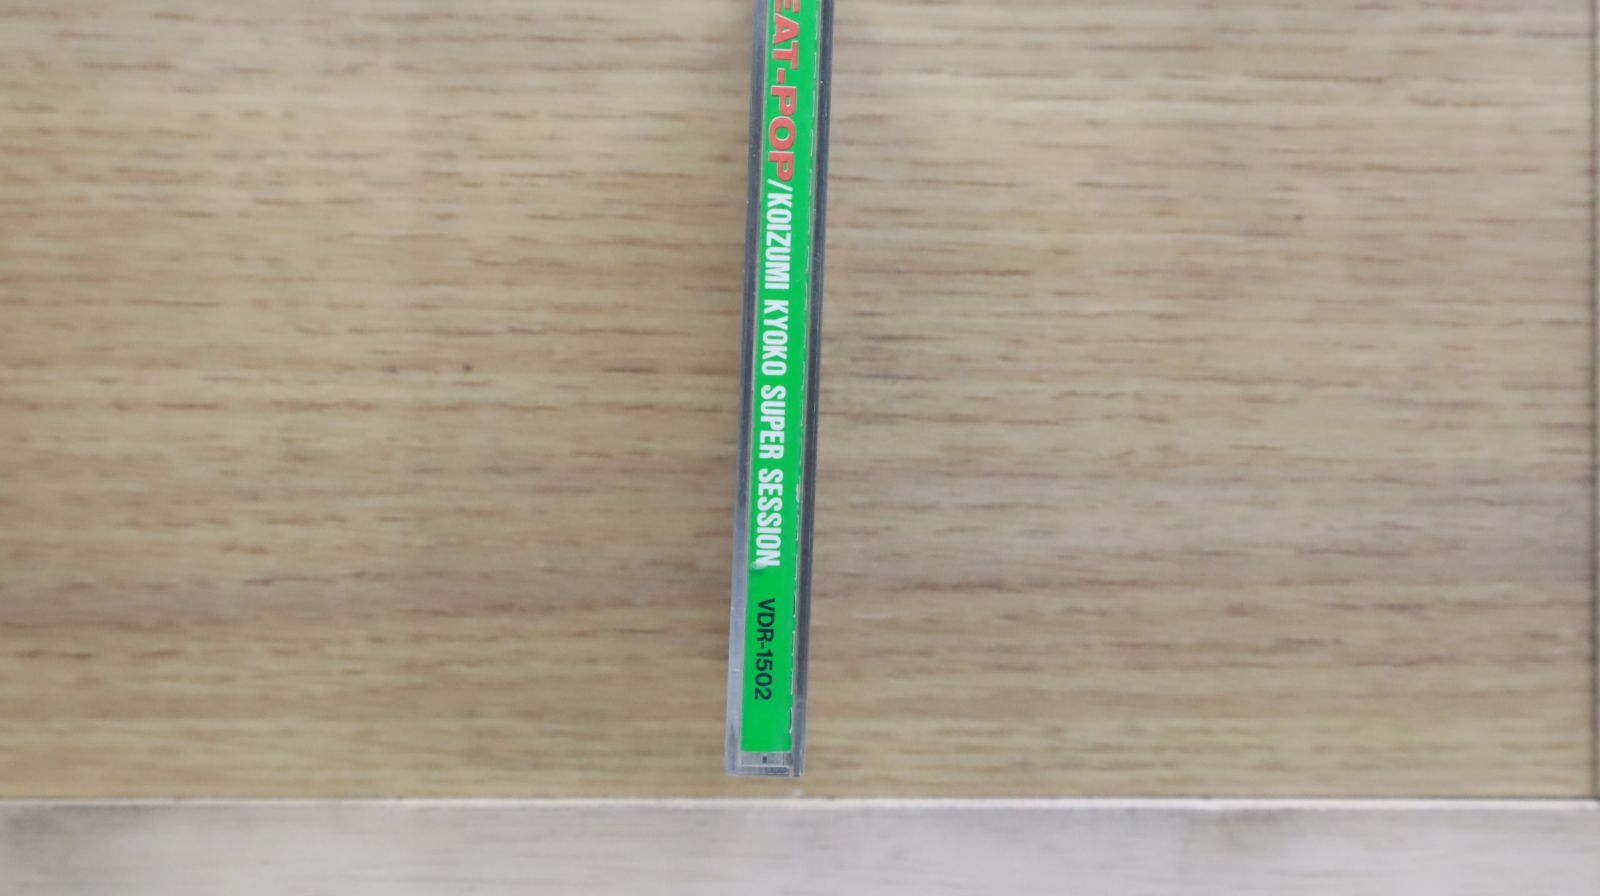 EAT-POP/KOIZUMI KYOKO SUPER SESSION VDR-1502